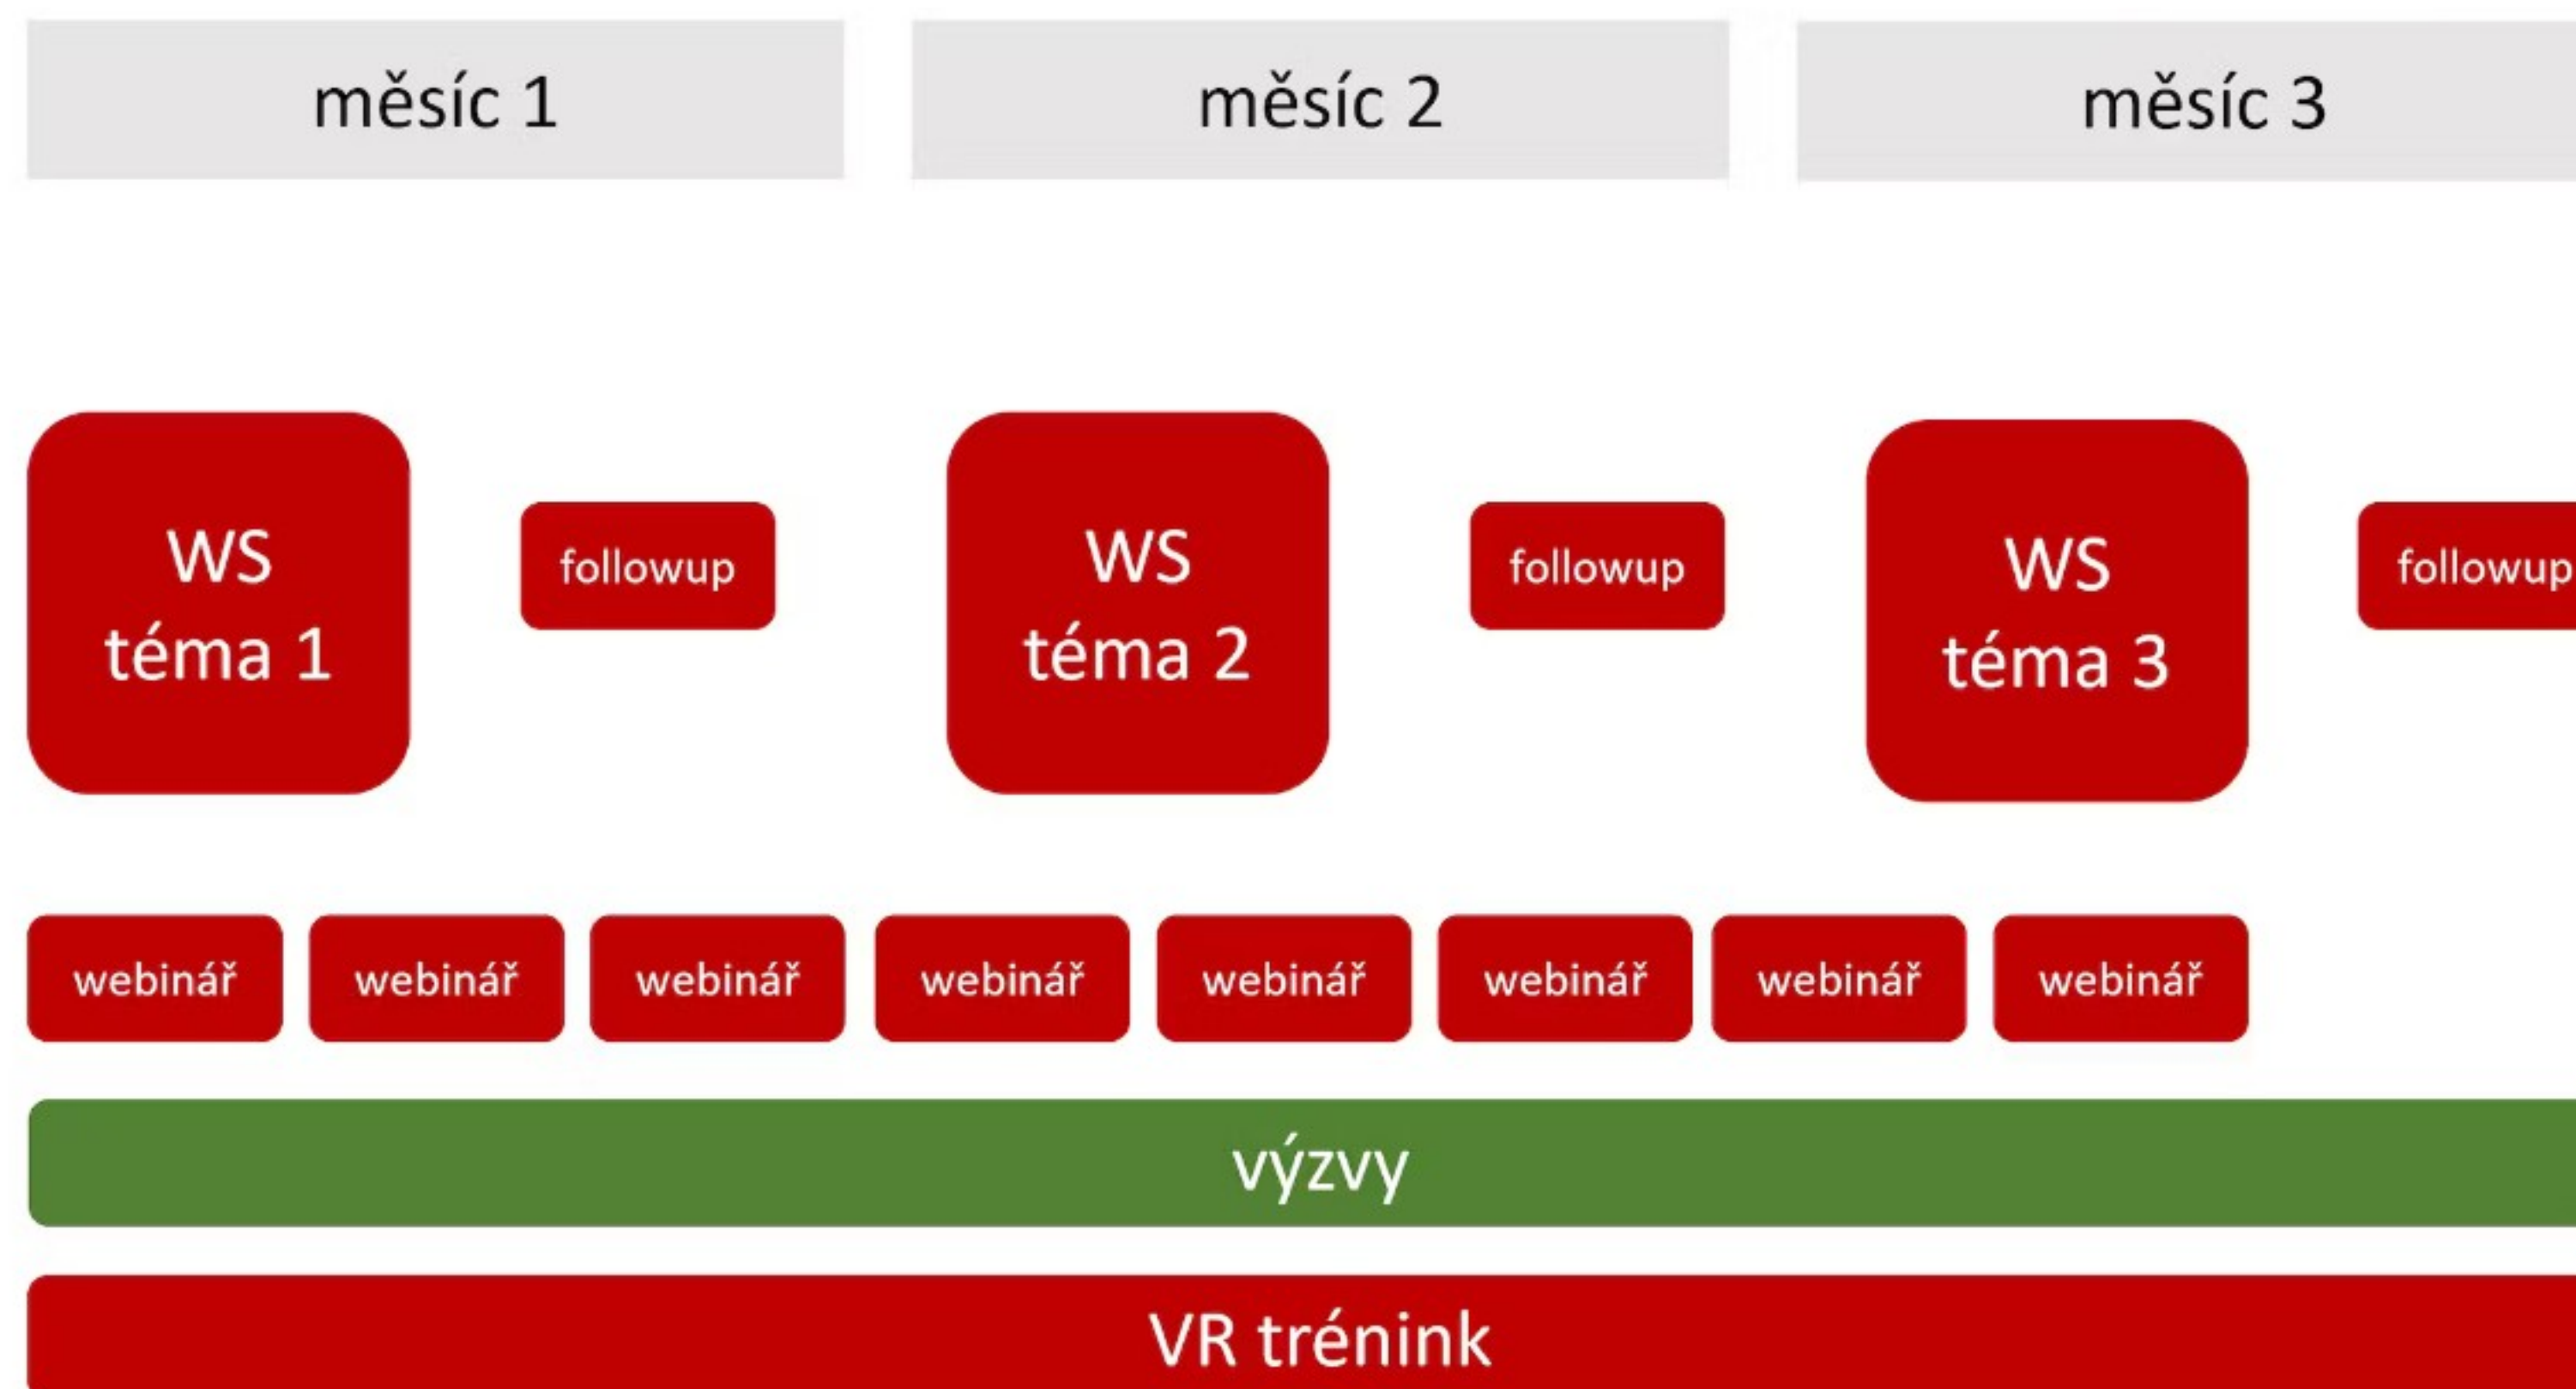 měsíc 1
měsíc 2
měsíc 3
WS
téma 1
followup
WS
téma 2
followup
WS
téma 3
followup
webinář
webinář
webinář
webinář
webinář
webinář
webinář
webinář
výzvy
VR trénink